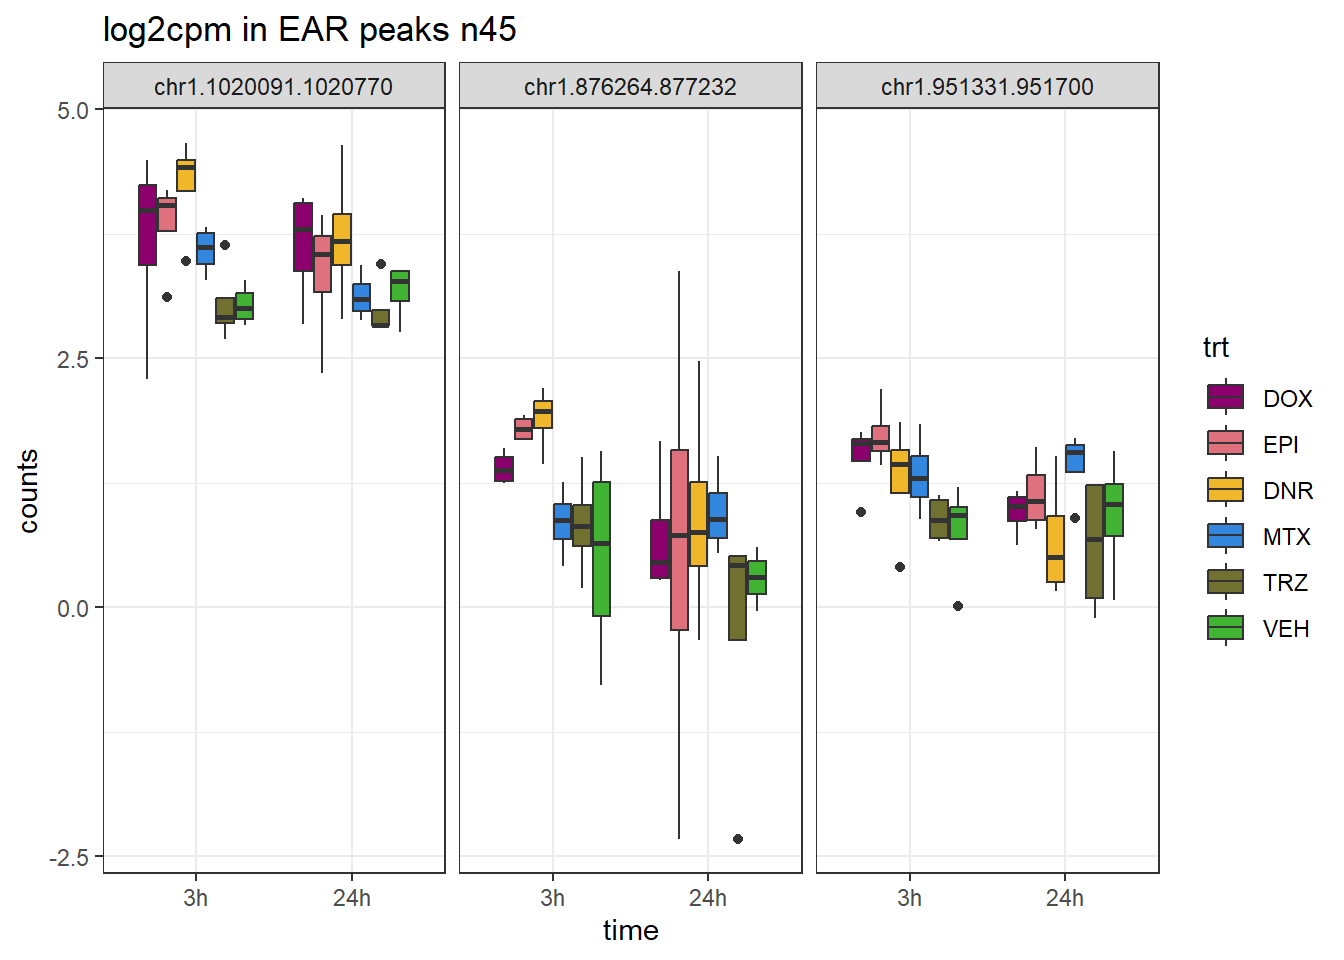 log2cpm in EAR peaks n45
chr1.1020091.1020770
chr1.876264.877232
chr1.951331.951700
5.0
2.5
0.0
-2.5
counts
3h
24h
3h
24h
3h
24h
time
trt
DOX
EPI
DNR
MTX
TRZ
VEH